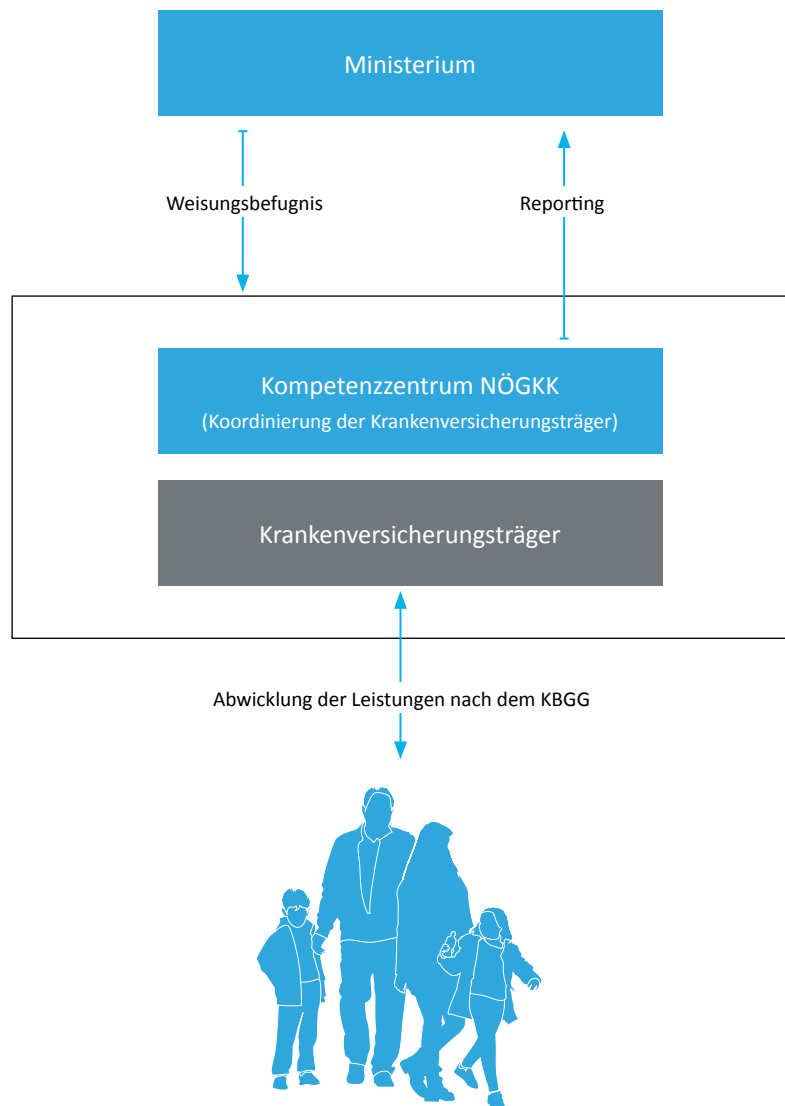 Ministerium
Weisungsbefugnis
Reporting
Kompetenzzentrum NÖGKK
(Koordinierung der Krankenversicherungsträger)
Krankenversicherungsträger
Abwicklung der Leistungen nach dem KBGG